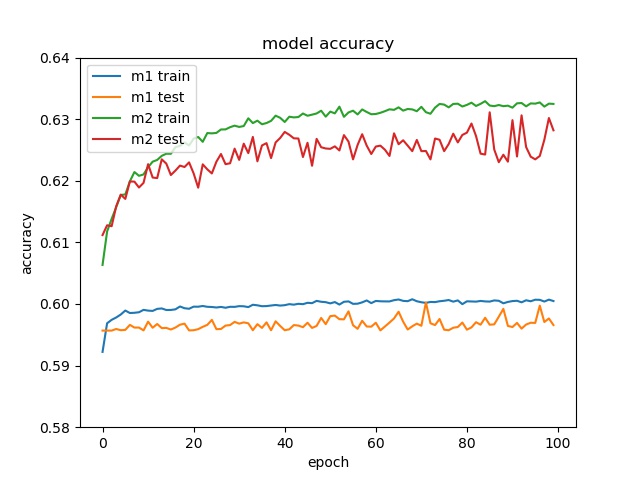 model accuracy
0.64
0.63
0.62
0.61
0.60
0.59
0.58
accuracy
m1 train
m1 test
m2 train
m2 test
0 20 40 60 80 100
epoch